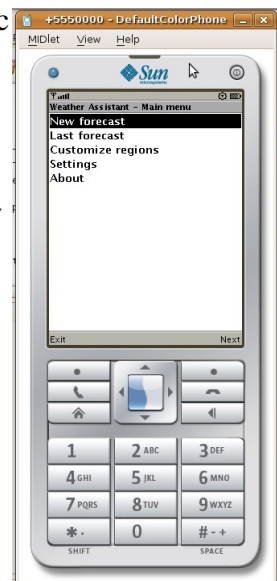 c
+5550000 - DefaultColorPhone
MIDlet View Help
Sun
microsystems
Weather Assistant - Main menu
New forecast
Last forecast
Customize regions
Settings
About
Exit Next
1 2 ABC 3 DEF
4 GHI 5 JKL 6 MNO
7 PQRS 8 TUV 9 WXYZ
* . 0 # - +
SHIFT SPACE